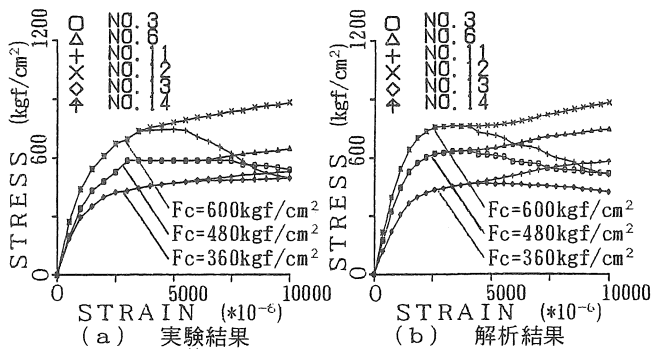 NO. 3
NO. 6
NO. 11
NO. 12
NO. 13
NO. 14
1200
600
0
STRESS (kgf/cm²)
Fc=600kgf/cm²
Fc=480kgf/cm²
Fc=360kgf/cm²
0
5000
10000
STRAIN (*10⁻⁶)
(a) 実験結果
NO. 3
NO. 6
NO. 11
NO. 12
NO. 13
NO. 14
1200
600
0
STRESS (kgf/cm²)
Fc=600kgf/cm²
Fc=480kgf/cm²
Fc=360kgf/cm²
0
5000
10000
STRAIN (*10⁻⁶)
(b) 解析結果